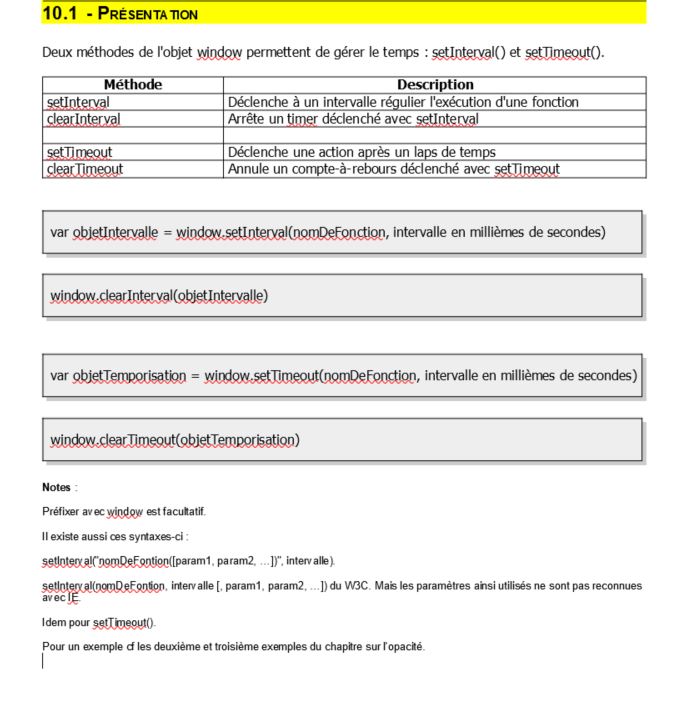 10.1 - PRÉSENTATION
Deux méthodes de l'objet window permettent de gérer le temps : setInterval() et setTimeout().
Méthode Description
setInterval Déclenche à un intervalle régulier l'exécution d'une fonction
clearInterval Arrête un timer déclenché avec setInterval
setTimeout Déclenche une action après un laps de temps
clearTimeout Annule un compte-à-rebours déclenché avec setTimeout
var objetIntervalle = window.setInterval(nomDeFonction, intervalle en millièmes de secondes)
window.clearInterval(objetIntervalle)
var objetTemporisation = window.setTimeout(nomDeFonction, intervalle en millièmes de secondes)
window.clearTimeout(objetTemporisation)
Notes :
Préfixer avec window est facultatif.
Il existe aussi ces syntaxes-ci :
setInterval("nomDeFontion([param1, param2, ...])", intervalle).
setInterval(nomDeFontion, intervalle [, param1, param2, ...]) du W3C. Mais les paramètres ainsi utilisés ne sont pas reconnues
avec IE.
Idem pour setTimeout().
Pour un exemple cf les deuxième et troisième exemples du chapitre sur l'opacité.